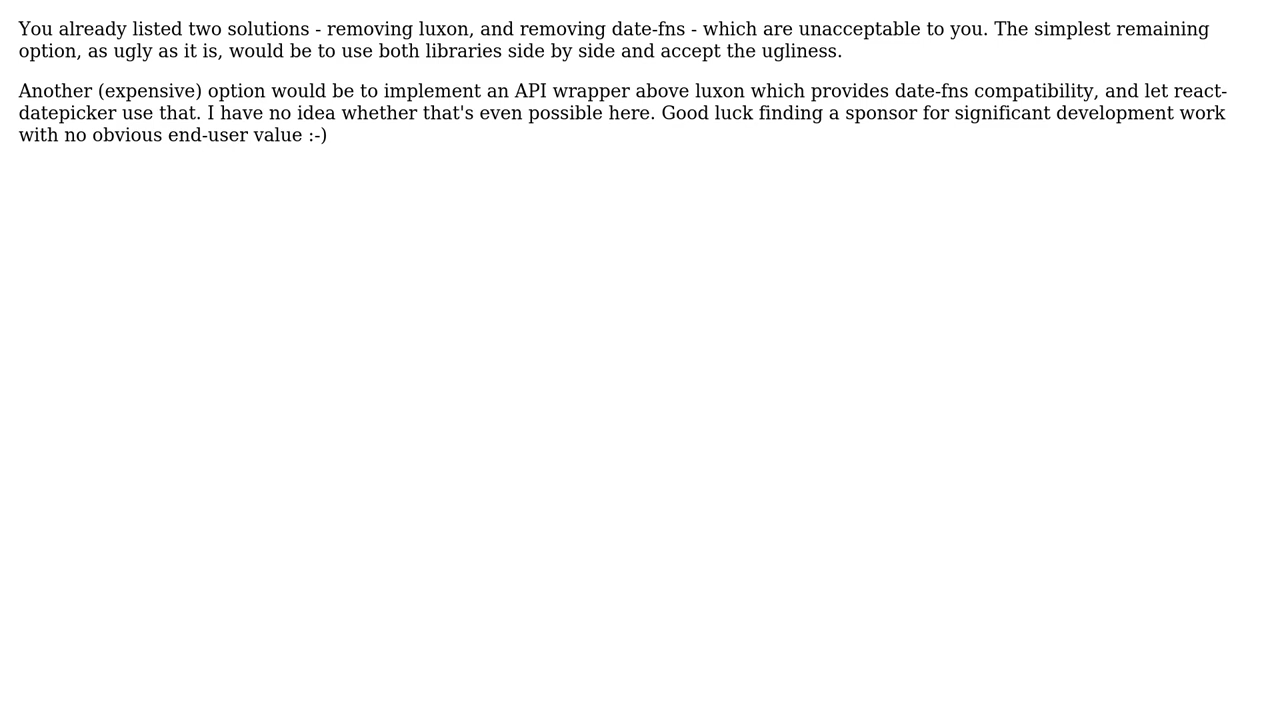 You already listed two solutions - removing luxon, and removing date-fns - which are unacceptable to you. The simplest remaining
option, as ugly as it is, would be to use both libraries side by side and accept the ugliness.
Another (expensive) option would be to implement an API wrapper above luxon which provides date-fns compatibility, and let react-
datepicker use that. I have no idea whether that's even possible here. Good luck finding a sponsor for significant development work
with no obvious end-user value :-)